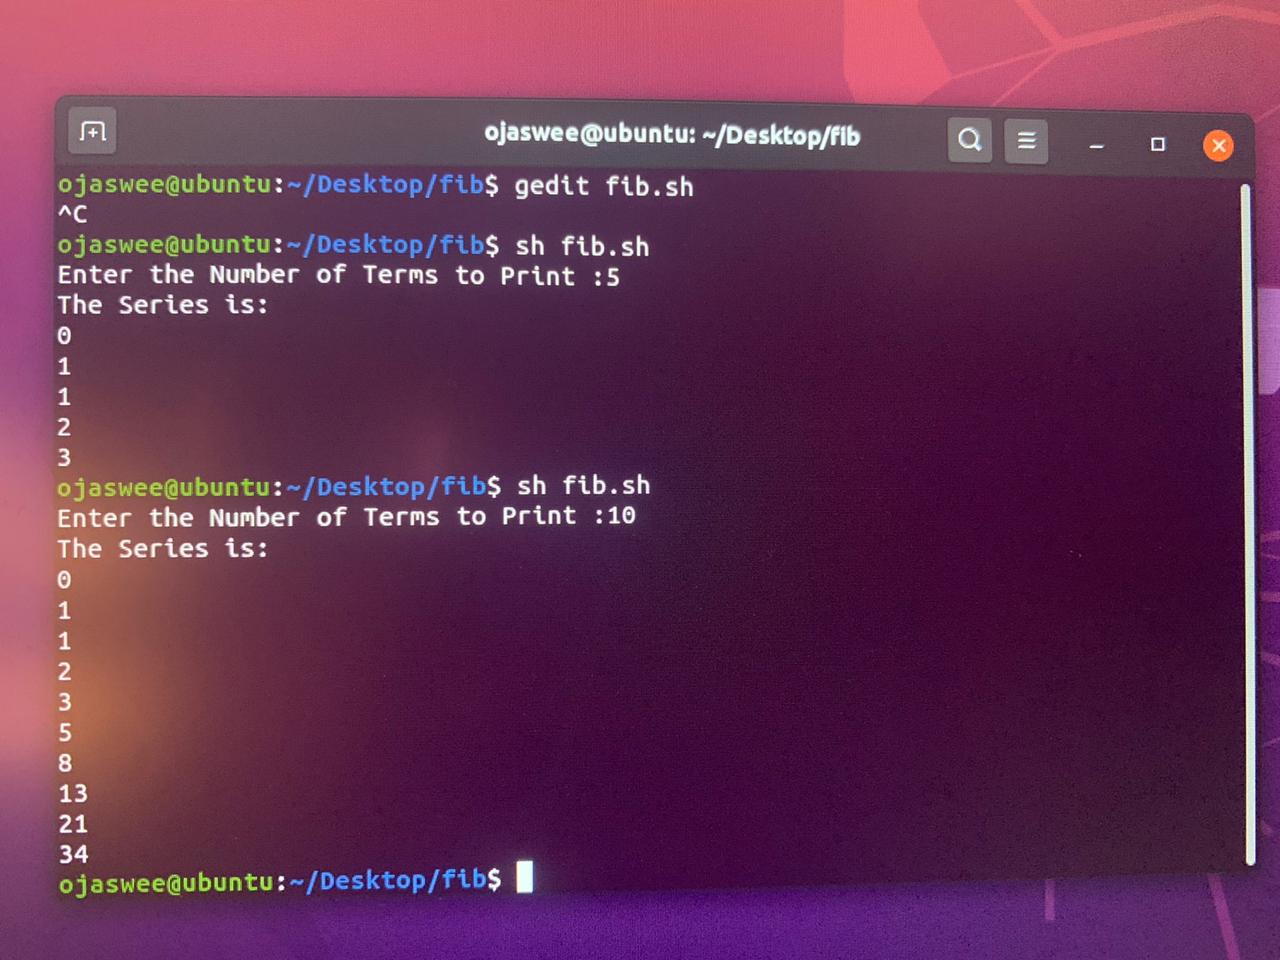 ojaswee@ubuntu: ~/Desktop/fib
ojaswee@ubuntu:~/Desktop/fib$ gedit fib.sh
^C
ojaswee@ubuntu:~/Desktop/fib$ sh fib.sh
Enter the Number of Terms to Print :5
The Series is:
0
1
1
2
3
ojaswee@ubuntu:~/Desktop/fib$ sh fib.sh
Enter the Number of Terms to Print :10
The Series is:
0
1
1
2
3
5
8
13
21
34
ojaswee@ubuntu:~/Desktop/fib$